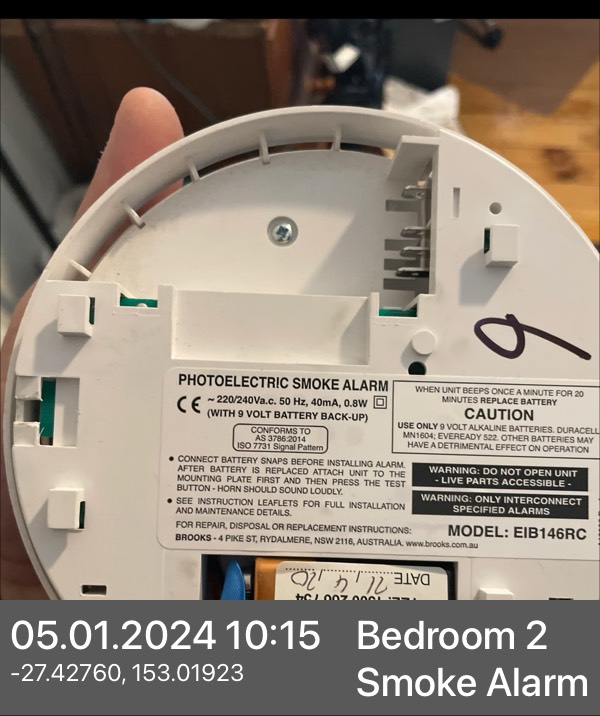 9
PHOTOELECTRIC SMOKE ALARM
CE ~ 220/240Va.c. 50 Hz, 40mA, 0.8W
(WITH 9 VOLT BATTERY BACK-UP)
CONFORMS TO
AS 3786:2014
ISO 7731 Signal Pattern
• CONNECT BATTERY SNAPS BEFORE INSTALLING ALARM.
AFTER BATTERY IS REPLACED ATTACH UNIT TO THE
MOUNTING PLATE FIRST AND THEN PRESS THE TEST
BUTTON - HORN SHOULD SOUND LOUDLY.
• SEE INSTRUCTION LEAFLETS FOR FULL INSTALLATION
AND MAINTENANCE DETAILS.
FOR REPAIR, DISPOSAL OR REPLACEMENT INSTRUCTIONS:
BROOKS - 4 PIKE ST, RYDALMERE, NSW 2116, AUSTRALIA. www.brooks.com.au
WHEN UNIT BEEPS ONCE A MINUTE FOR 20
MINUTES REPLACE BATTERY
CAUTION
USE ONLY 9 VOLT ALKALINE BATTERIES. DURACELL
MN1604; EVEREADY 522. OTHER BATTERIES MAY
HAVE A DETRIMENTAL EFFECT ON OPERATION
WARNING: DO NOT OPEN UNIT
- LIVE PARTS ACCESSIBLE -
WARNING: ONLY INTERCONNECT
SPECIFIED ALARMS
MODEL: EIB146RC
DATE 21,4,20
05.01.2024 10:15
-27.42760, 153.01923
Bedroom 2
Smoke Alarm